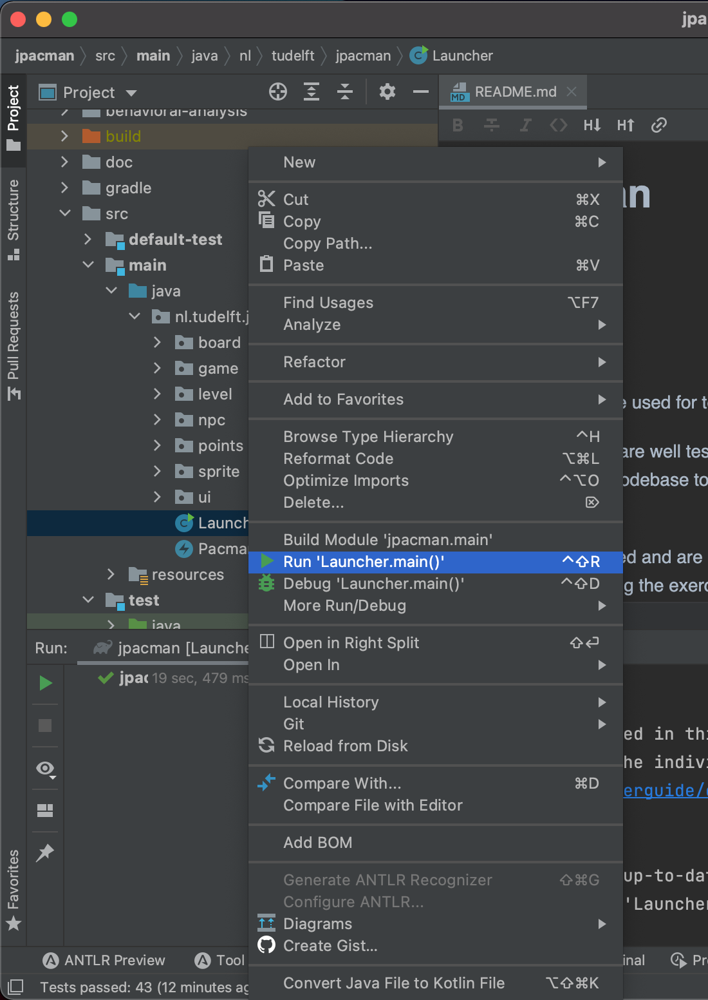 jpa
jpacman src main java nl tudelft jpacman Launcher
Project
README.md
Project
Structure
Pull Requests
Favorites
behavioral-analysis
build
doc
gradle
src
default-test
main
java
nl.tudelft.j
board
game
level
npc
points
sprite
ui
Launch
Pacma
resources
test
java
New
Cut ⌘X
Copy ⌘C
Copy Path...
Paste ⌘V
Find Usages ⌥F7
Analyze
Refactor
Add to Favorites
Browse Type Hierarchy ^H
Reformat Code ⌥⌘L
Optimize Imports ^⌥O
Delete... ⌦
Build Module 'jpacman.main'
Run 'Launcher.main()' ^⇧R
Debug 'Launcher.main()' ^⇧D
More Run/Debug
Open in Right Split ⇧⏎
Open In
Local History
Git
Reload from Disk
Compare With... ⌘D
Compare File with Editor
Add BOM
Generate ANTLR Recognizer ⇧⌘G
Configure ANTLR...
Diagrams
Create Gist...
Convert Java File to Kotlin File ⌥⇧⌘K
B I <> H↓ H↑
an
e used for t
are well tes
odebase to
ed and are
g the exerc
Run: jpacman [Launche
jpac 19 sec, 479 ms
ed in thi
he indivi
erguide/
up-to-dat
'Launcher
ANTLR Preview Tool inal Pr
Tests passed: 43 (12 minutes ag